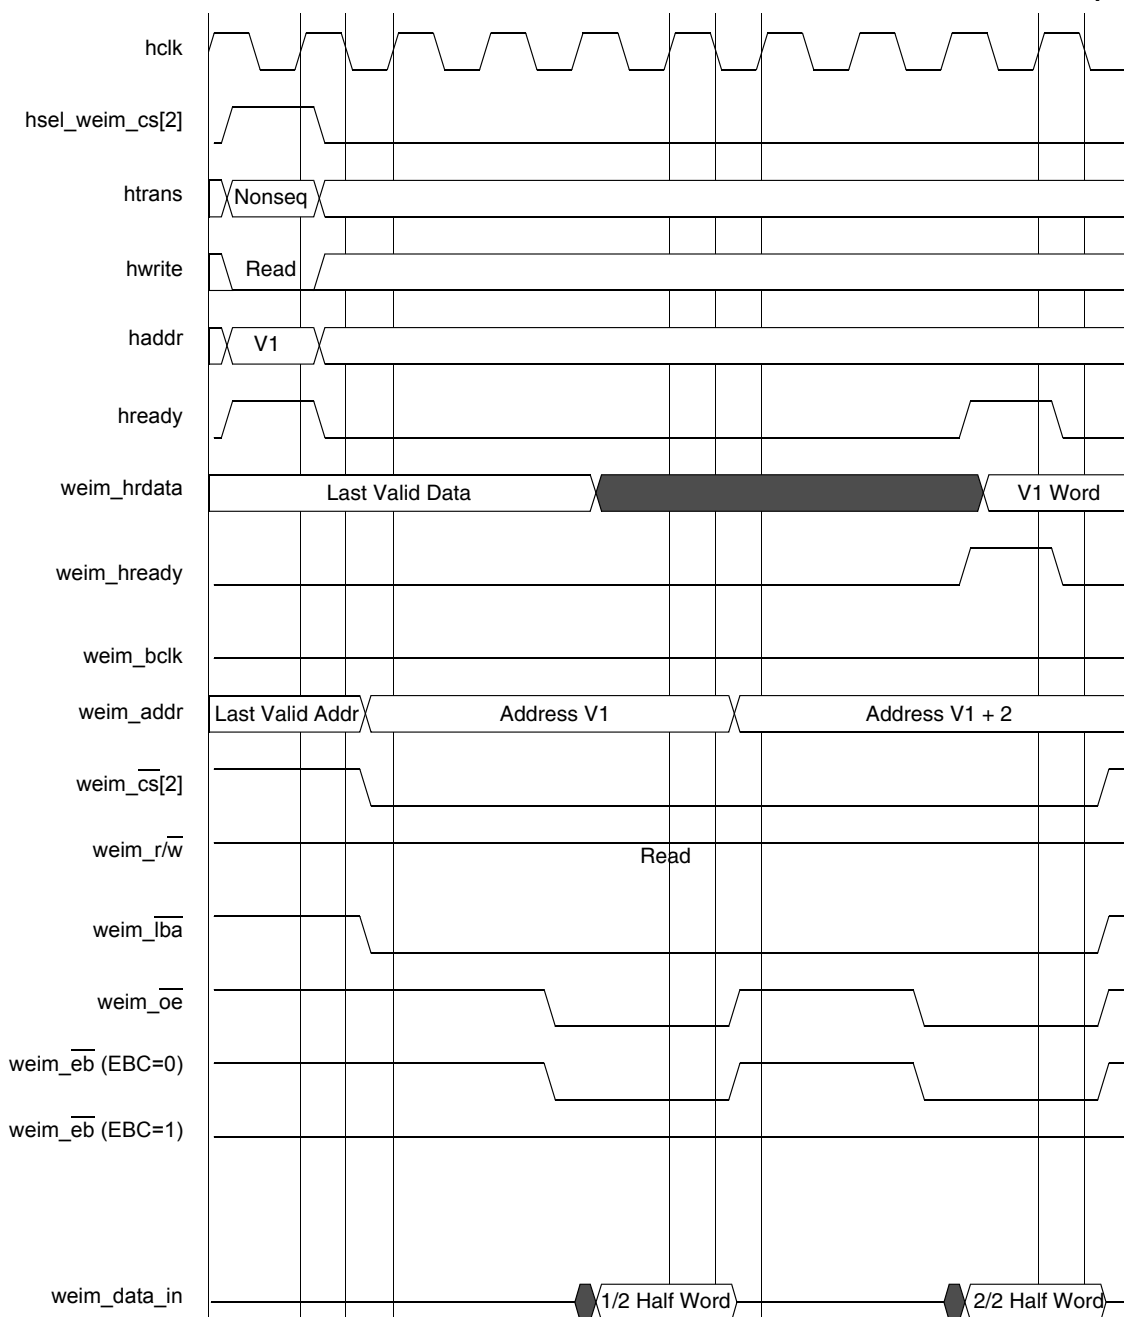 hclk
hsel_weim_cs[2]
htrans Nonseq
hwrite Read
haddr V1
hready
weim_hrdata Last Valid Data V1 Word
weim_hready
weim_bclk
weim_addr Last Valid Addr Address V1 Address V1 + 2
weim_cs[2]
weim_r/w Read
weim_lba
weim_oe
weim_eb (EBC=0)
weim_eb (EBC=1)
weim_data_in 1/2 Half Word 2/2 Half Word